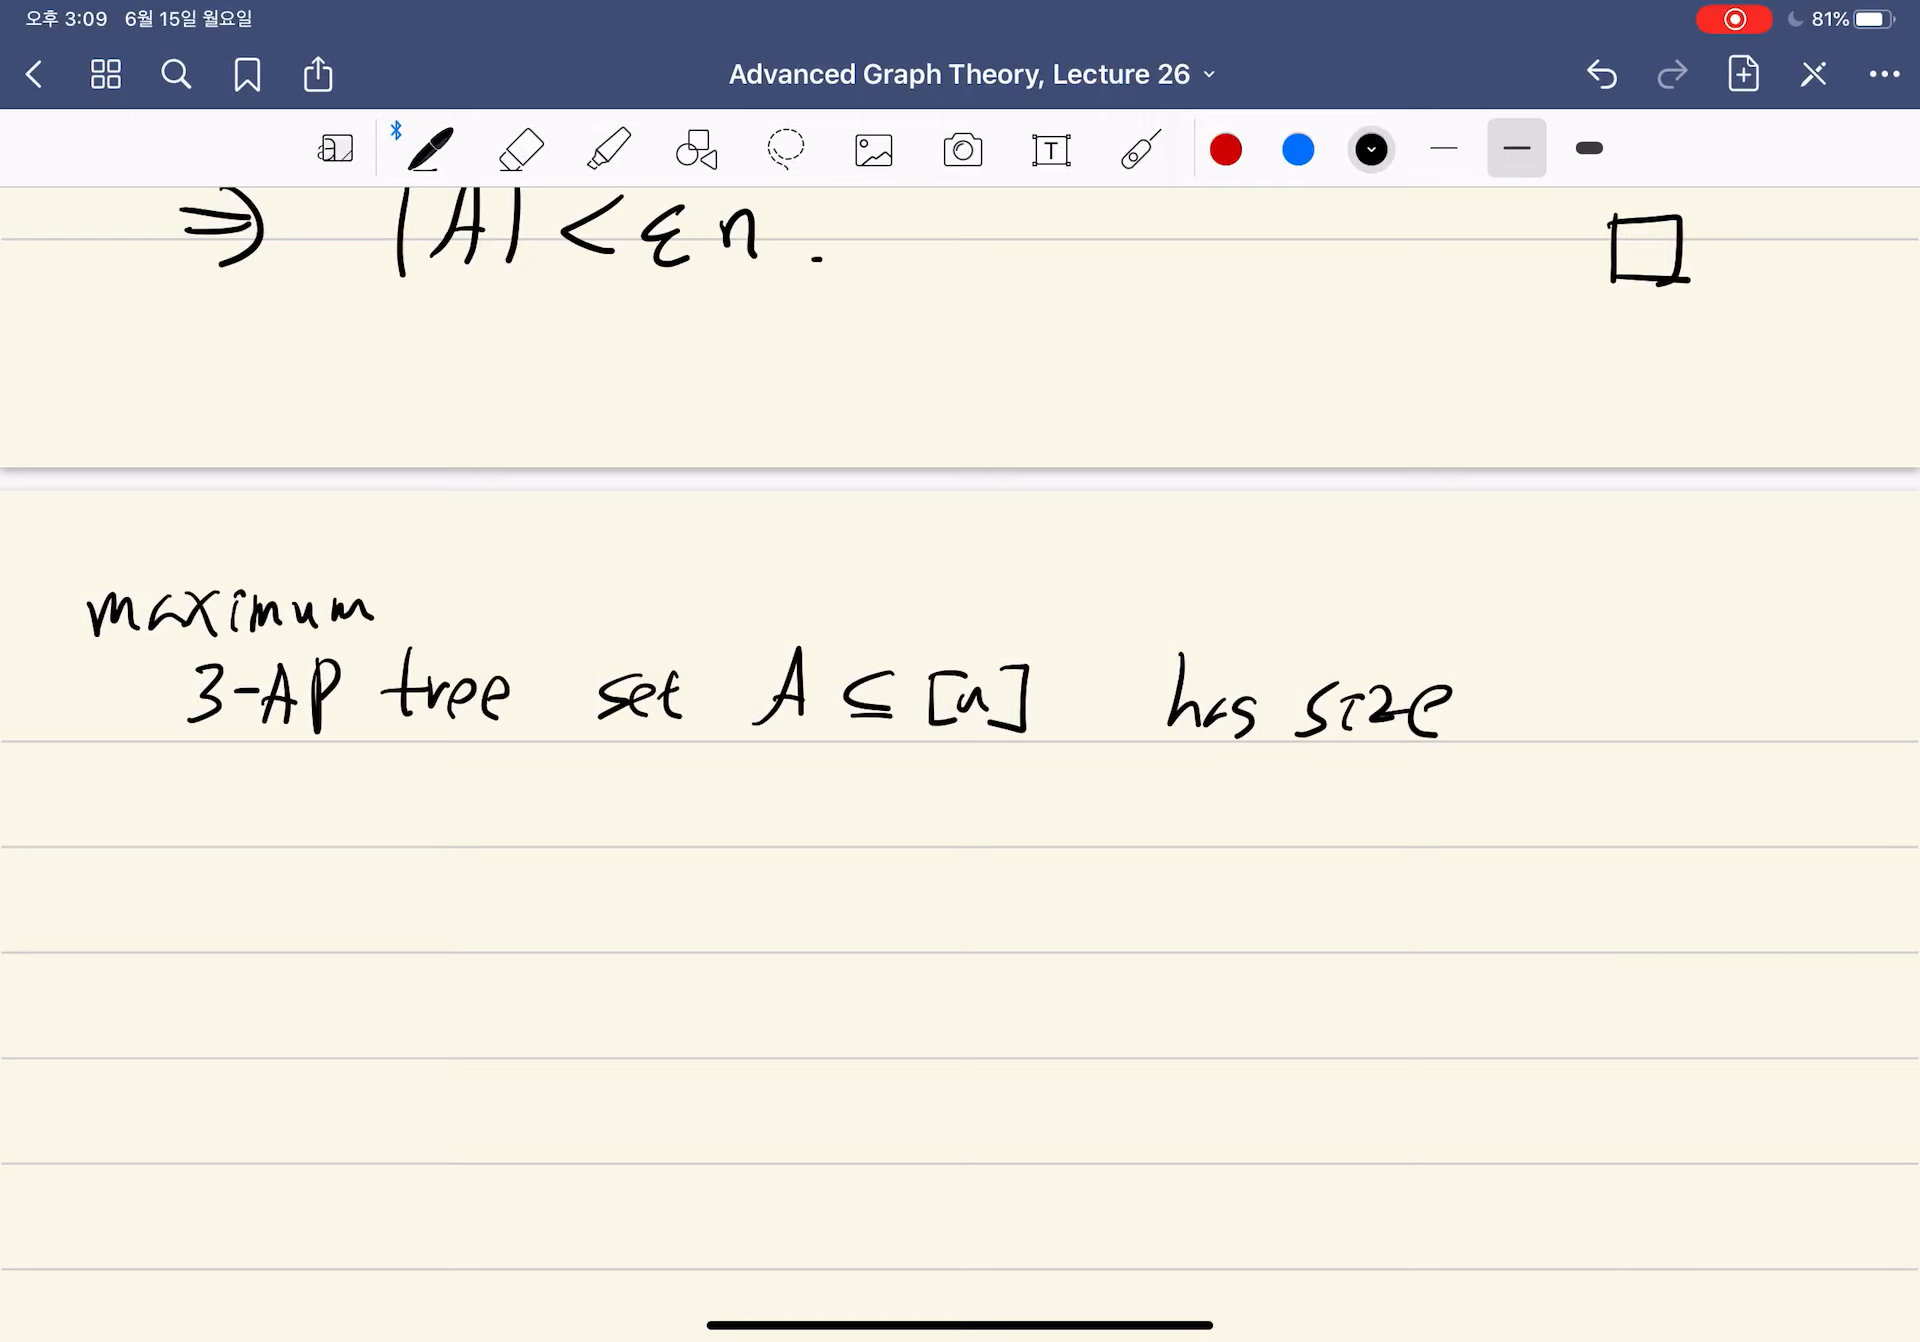 오후 3:09 6월 15일 월요일 81%
Advanced Graph Theory, Lecture 26
⇒ |A| < ε n .
maximum
3-AP free set A ⊆ [n] has size